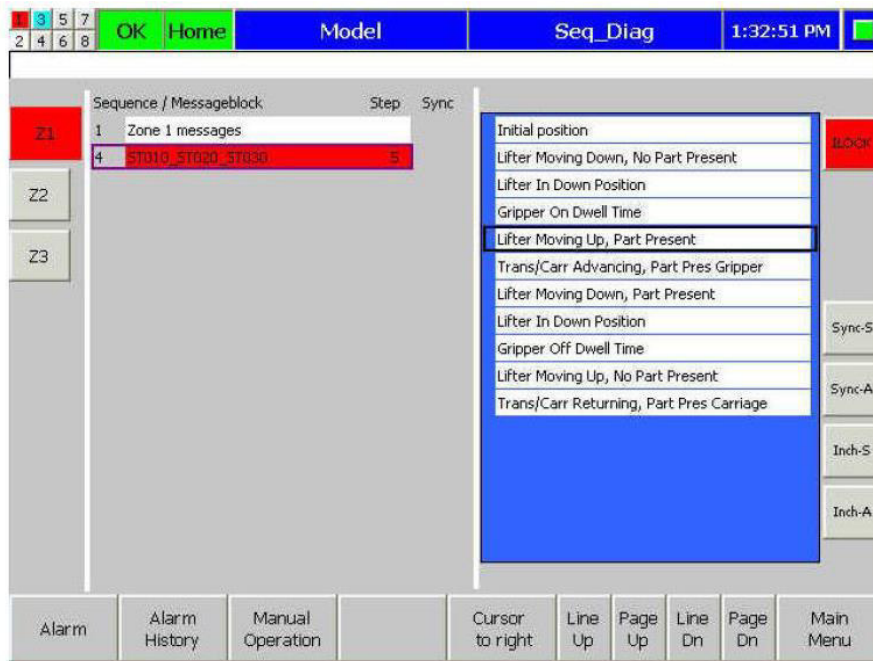 1 3 5 7
2 4 6 8
OK Home Model Seq_Diag 1:32:51 PM
Sequence / Messageblock Step Sync
1 Zone 1 messages
4 ST010_ST020_ST030 5
Z1
Z2
Z3
Initial position
Lifter Moving Down, No Part Present
Lifter In Down Position
Gripper On Dwell Time
Lifter Moving Up, Part Present
Trans/Carr Advancing, Part Pres Gripper
Lifter Moving Down, Part Present
Lifter In Down Position
Gripper Off Dwell Time
Lifter Moving Up, No Part Present
Trans/Carr Returning, Part Pres Carriage
ILOCK
Sync-S
Sync-A
Inch-S
Inch-A
Alarm
Alarm
History
Manual
Operation
Cursor
to right
Line
Up
Page
Up
Line
Dn
Page
Dn
Main
Menu